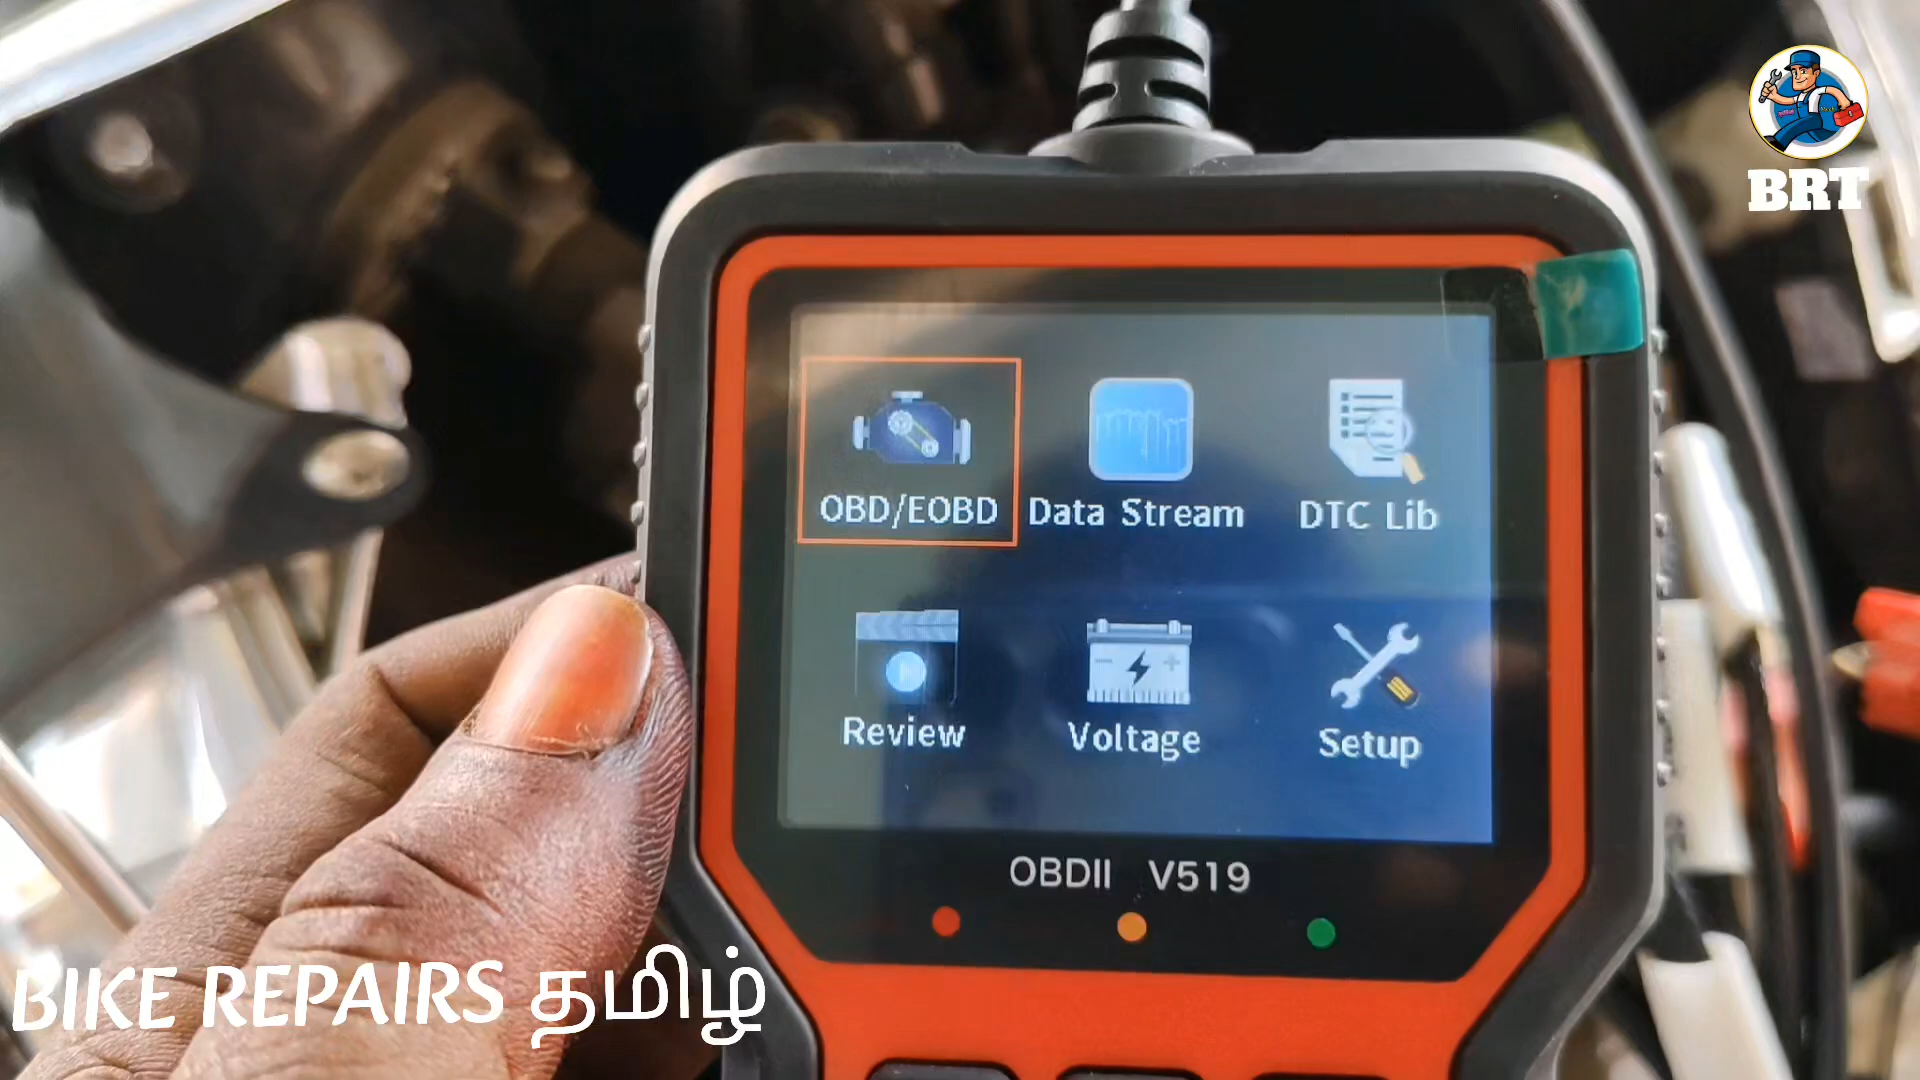 BRT
OBD/EOBD Data Stream DTC Lib
Review Voltage Setup
OBDII V519
BIKE REPAIRS தமிழ்